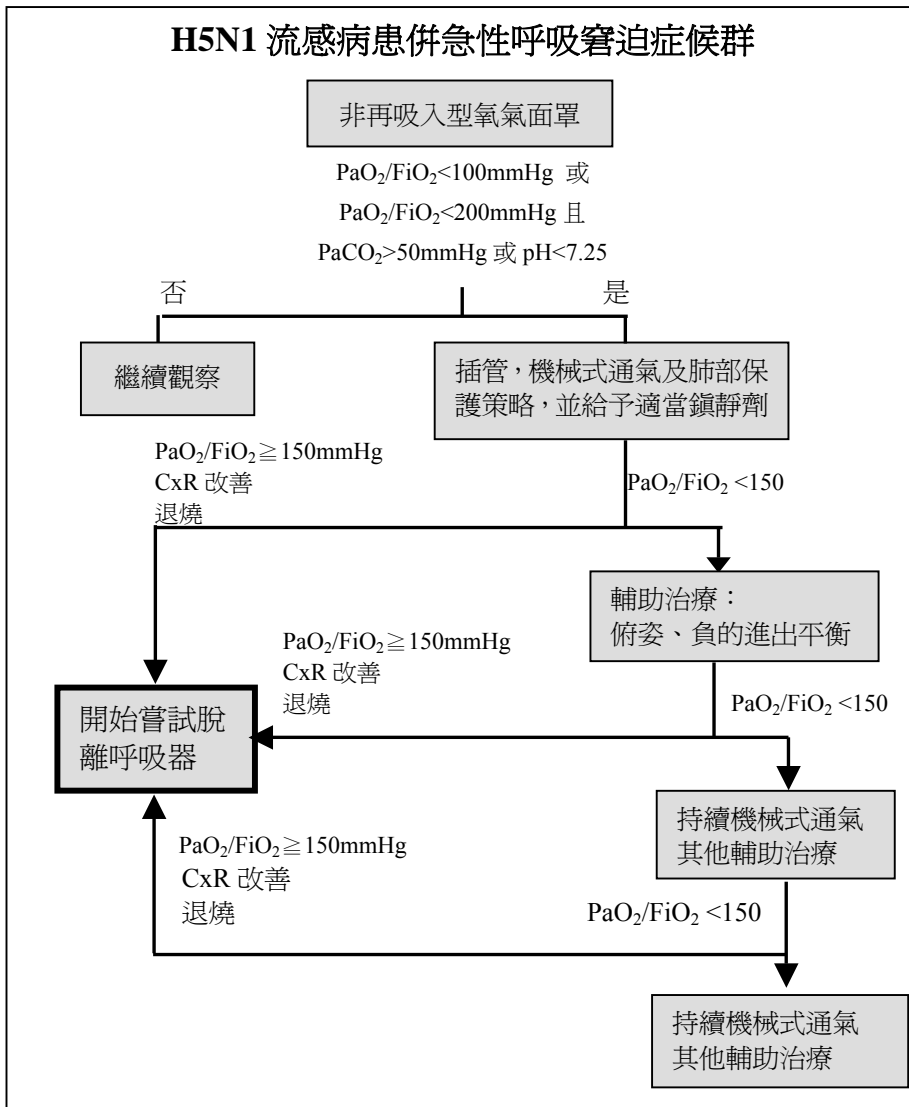 H5N1 流感病患併急性呼吸窘迫症候群
非再吸入型氧氣面罩
PaO₂/FiO₂<100mmHg 或
PaO₂/FiO₂<200mmHg 且
PaCO₂>50mmHg 或 pH<7.25
否
是
繼續觀察
插管，機械式通氣及肺部保
護策略，並給予適當鎮靜劑
PaO₂/FiO₂≧150mmHg
CxR 改善
退燒
PaO₂/FiO₂ <150
輔助治療：
俯姿、負的進出平衡
PaO₂/FiO₂≧150mmHg
CxR 改善
退燒
PaO₂/FiO₂ <150
開始嘗試脫
離呼吸器
持續機械式通氣
其他輔助治療
PaO₂/FiO₂≧150mmHg
CxR 改善
退燒
PaO₂/FiO₂ <150
持續機械式通氣
其他輔助治療